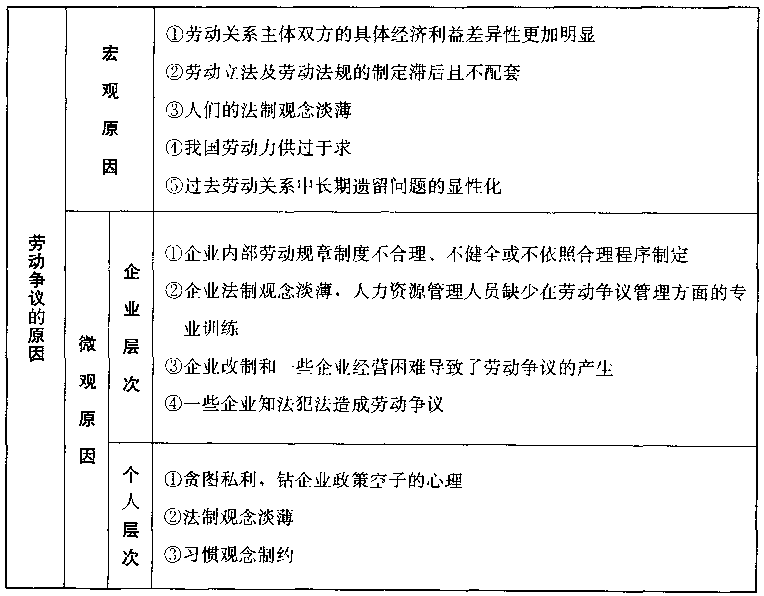 劳动争议的原因
宏观原因
①劳动关系主体双方的具体经济利益差异性更加明显
②劳动立法及劳动法规的制定滞后且不配套
③人们的法制观念淡薄
④我国劳动力供过于求
⑤过去劳动关系中长期遗留问题的显性化
微观原因
企业层次
①企业内部劳动规章制度不合理、不健全或不依照合理程序制定
②企业法制观念淡薄，人力资源管理人员缺少在劳动争议管理方面的专
业训练
③企业改制和一些企业经营困难导致了劳动争议的产生
④一些企业知法犯法造成劳动争议
个人层次
①贪图私利、钻企业政策空子的心理
②法制观念淡薄
③习惯观念制约